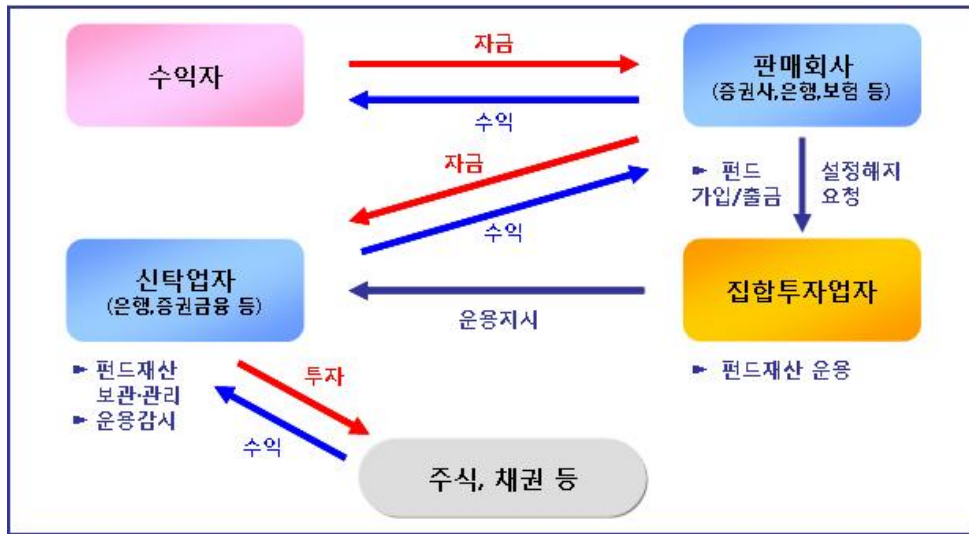 자금
수익자
판매회사
(증권사,은행,보험 등)
수익
자금
► 펀드
가입/출금
설정해지
요청
수익
신탁업자
(은행,증권금융 등)
집합투자업자
운용지시
► 펀드재산
보관·관리
► 운용감시
투자
► 펀드재산 운용
수익
주식, 채권 등